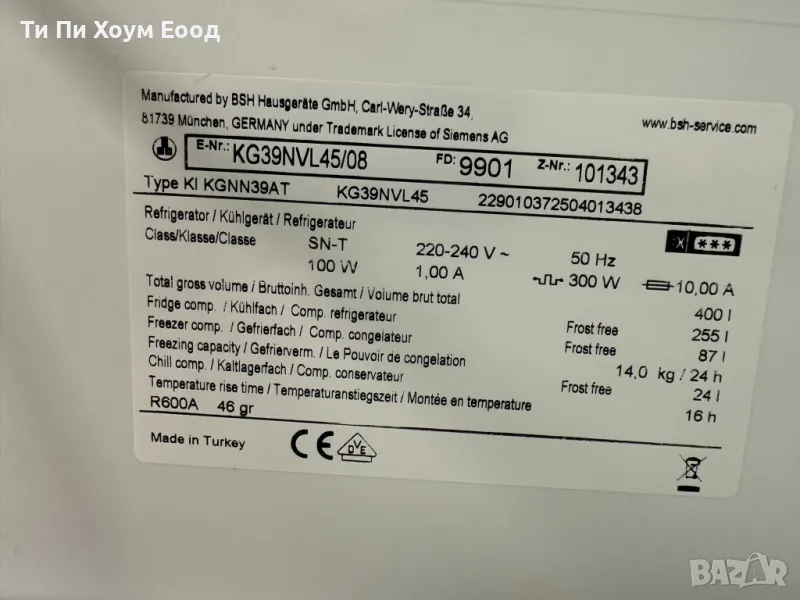 Ти Пи Хоум Еоод
Manufactured by BSH Hausgeräte GmbH, Carl-Wery-Straße 34,
81739 München, GERMANY under Trademark License of Siemens AG
www.bsh-service.com
E-Nr.: KG39NVL45/08 FD: 9901 Z-Nr.: 101343
Type KI KGNN39AT KG39NVL45 229010372504013438
Refrigerator / Kühlgerät / Refrigerateur
Class/Klasse/Classe SN-T 220-240 V ~ 50 Hz
100 W 1,00 A 300 W 10,00 A
Total gross volume / Bruttoinh. Gesamt / Volume brut total 400 l
Fridge comp. / Kühlfach / Comp. refrigerateur Frost free 255 l
Freezer comp. / Gefrierfach / Comp. congelateur Frost free 87 l
Freezing capacity / Gefrierverm. / Le Pouvoir de congelation 14,0 kg / 24 h
Chill comp. / Kaltlagerfach / Comp. conservateur Frost free 24 l
Temperature rise time / Temperaturanstiegszeit / Montée en temperature 16 h
R600A 46 gr
Made in Turkey CE
DVE
BAZAR